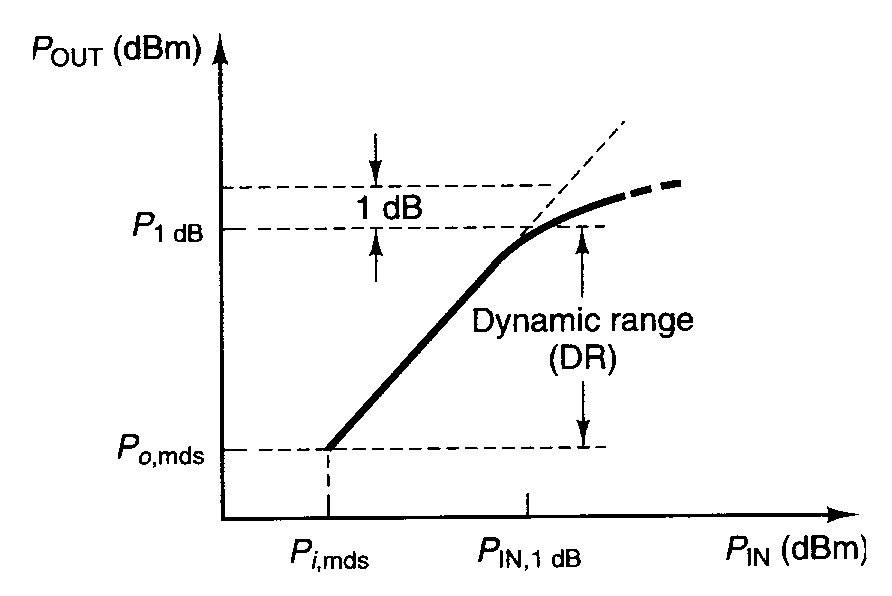 P_OUT (dBm)
1 dB
P_1 dB
Dynamic range
(DR)
P_o,mds
P_i,mds
P_IN,1 dB
P_IN (dBm)